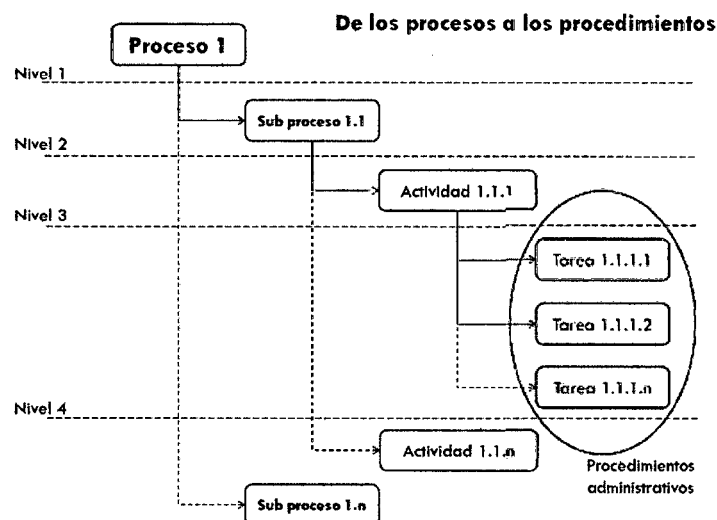 De los procesos a los procedimientos
Proceso 1
Nivel 1
Sub proceso 1.1
Nivel 2
Actividad 1.1.1
Nivel 3
Tarea 1.1.1.1
Tarea 1.1.1.2
Tarea 1.1.1.n
Nivel 4
Actividad 1.1.n
Procedimientos
administrativos
Sub proceso 1.n